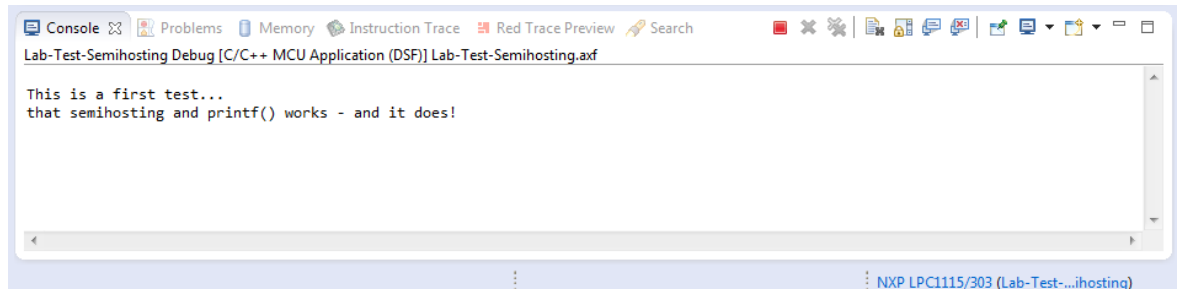 Console Problems Memory Instruction Trace Red Trace Preview Search
Lab-Test-Semihosting Debug [C/C++ MCU Application (DSF)] Lab-Test-Semihosting.axf
This is a first test...
that semihosting and printf() works - and it does!
NXP LPC1115/303 (Lab-Test-...ihosting)